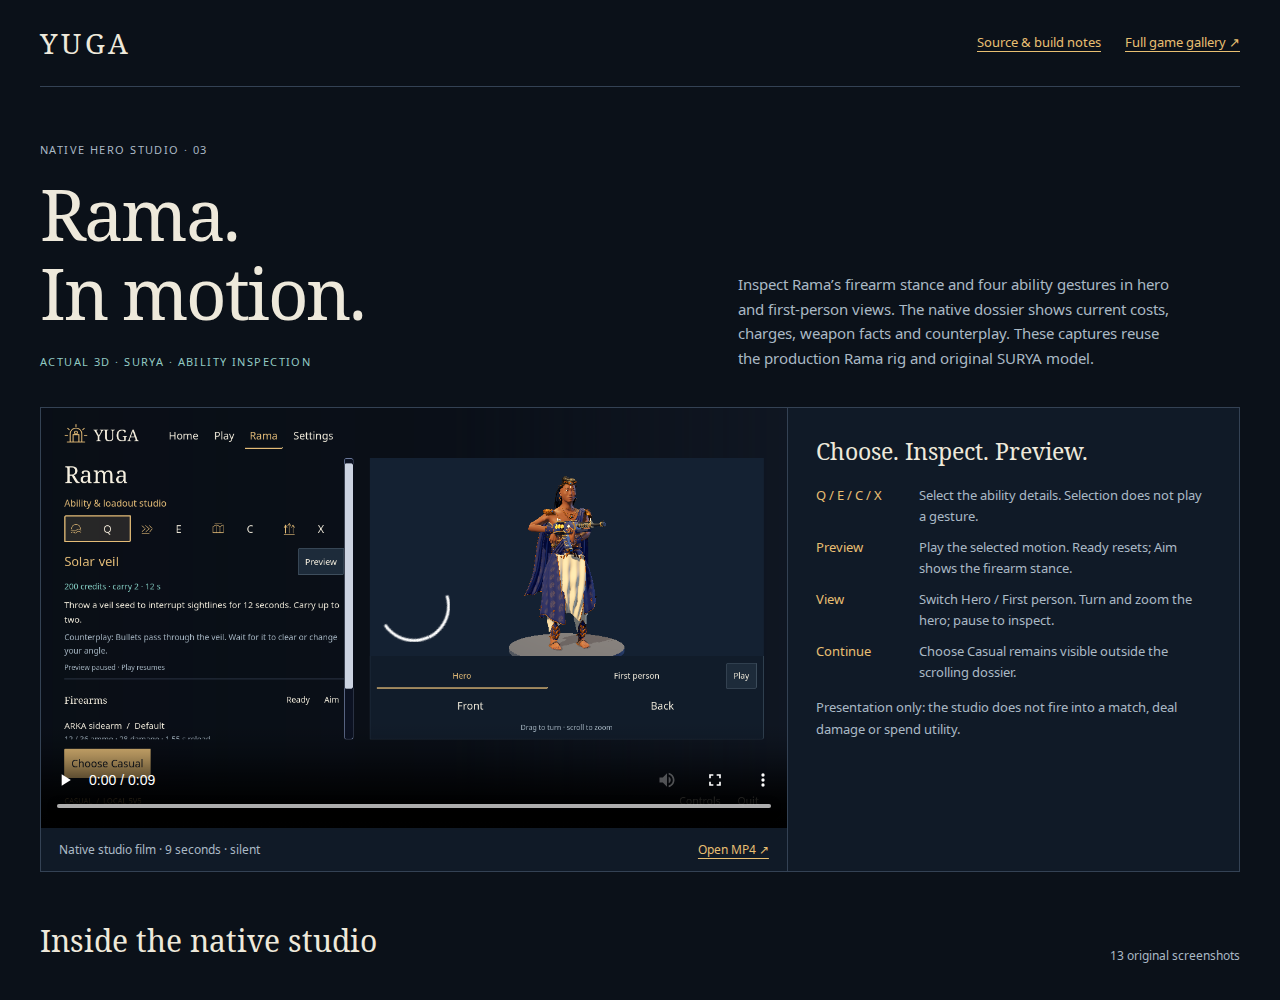 YUGA
Source & build notes
Full game gallery ↗
NATIVE HERO STUDIO · 03
Rama.
In motion.
ACTUAL 3D · SURYA · ABILITY INSPECTION
Inspect Rama’s firearm stance and four ability gestures in hero
and first-person views. The native dossier shows current costs,
charges, weapon facts and counterplay. These captures reuse
the production Rama rig and original SURYA model.
YUGA
Home
Play
Rama
Settings
Rama
Ability & loadout studio
Q
E
C
X
Solar veil
Preview
200 credits · carry 2 · 12 s
Throw a veil seed to interrupt sightlines for 12 seconds. Carry up to
two.
Counterplay: Bullets pass through the veil. Wait for it to clear or change
your angle.
Preview paused · Play resumes
Firearms
Ready
Aim
ARKA sidearm / Default
12 / 36 ammo · 28 damage · 1.55 s reload
Choose Casual
Hero
First person
Play
Front
Back
Drag to turn · scroll to zoom
0:00 / 0:09
Controls
Quit
Native studio film · 9 seconds · silent
Open MP4 ↗
Choose. Inspect. Preview.
Q / E / C / X
Select the ability details. Selection does not play
a gesture.
Preview
Play the selected motion. Ready resets; Aim
shows the firearm stance.
View
Switch Hero / First person. Turn and zoom the
hero; pause to inspect.
Continue
Choose Casual remains visible outside the
scrolling dossier.
Presentation only: the studio does not fire into a match, deal
damage or spend utility.
Inside the native studio
13 original screenshots